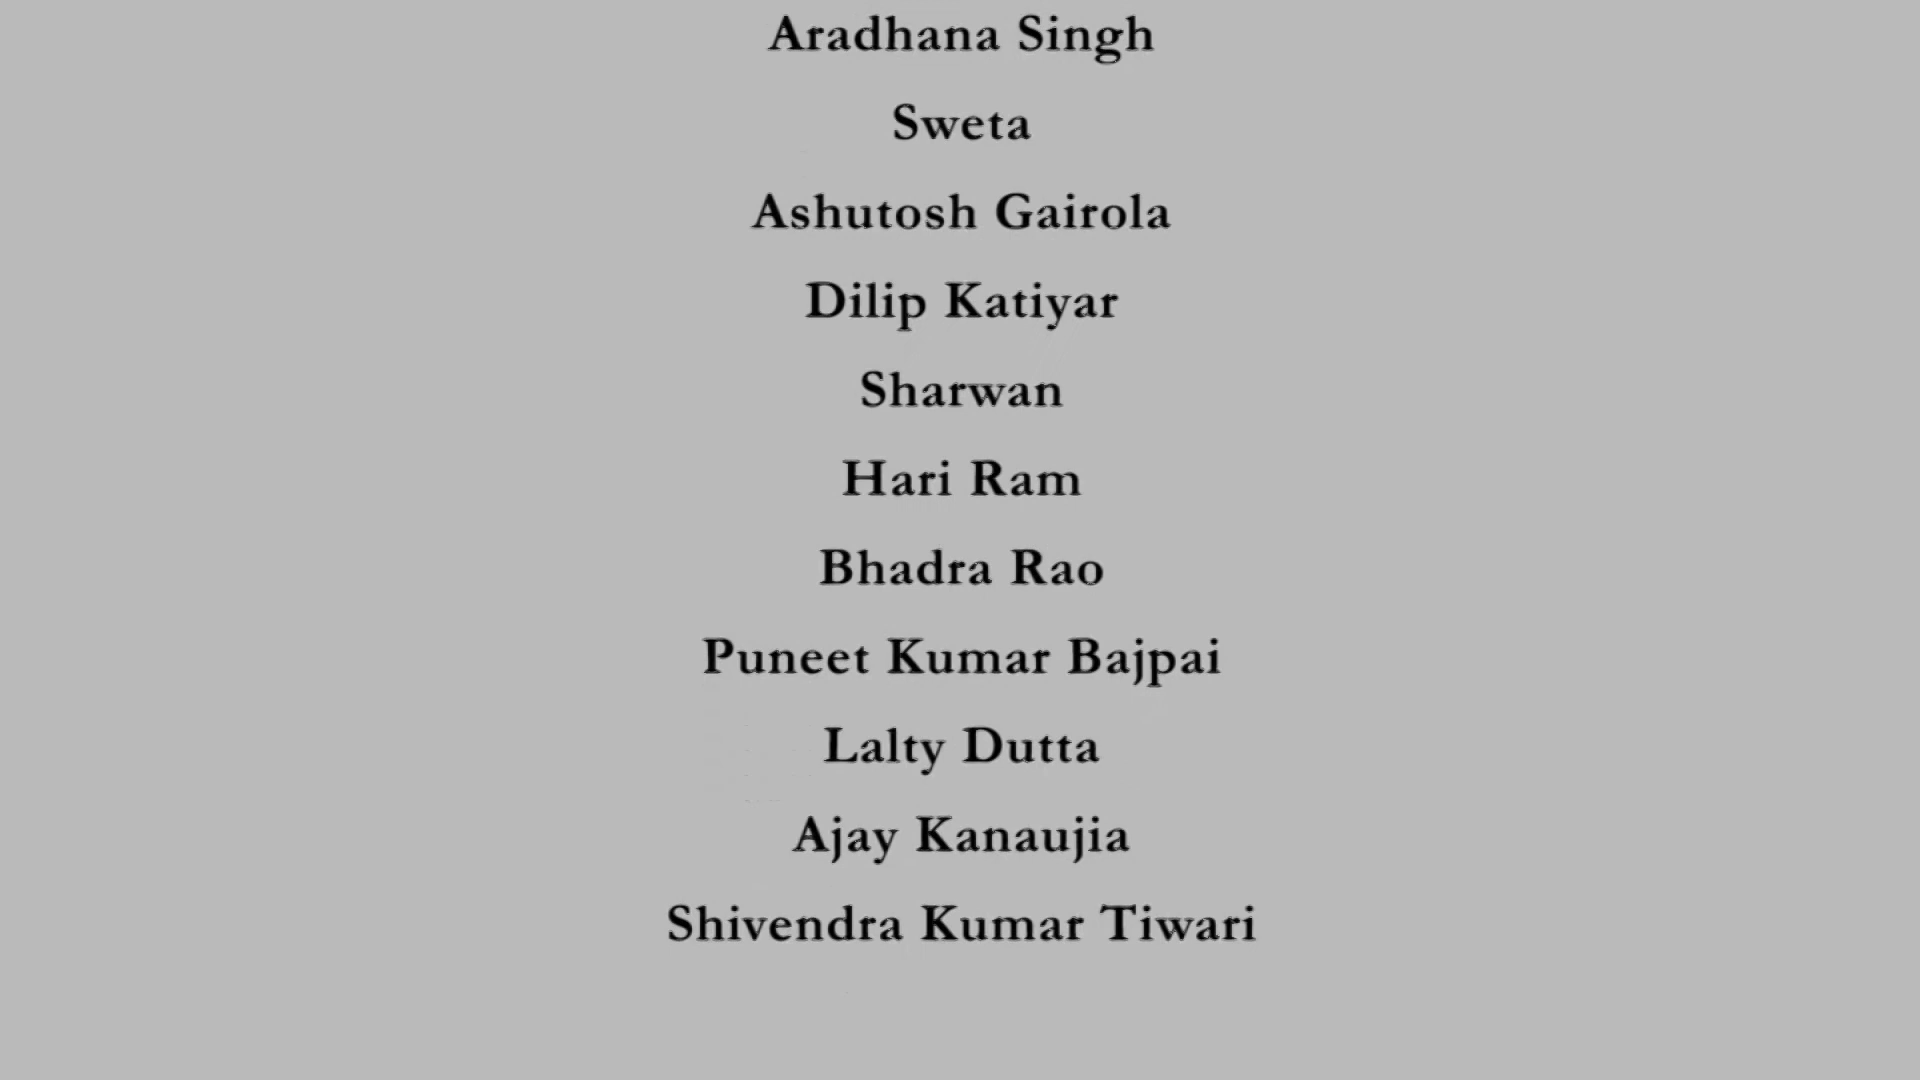 Aradhana Singh
Sweta
Ashutosh Gairola
Dilip Katiyar
Sharwan
Hari Ram
Bhadra Rao
Puneet Kumar Bajpai
Lalty Dutta
Ajay Kanaujia
Shivendra Kumar Tiwari